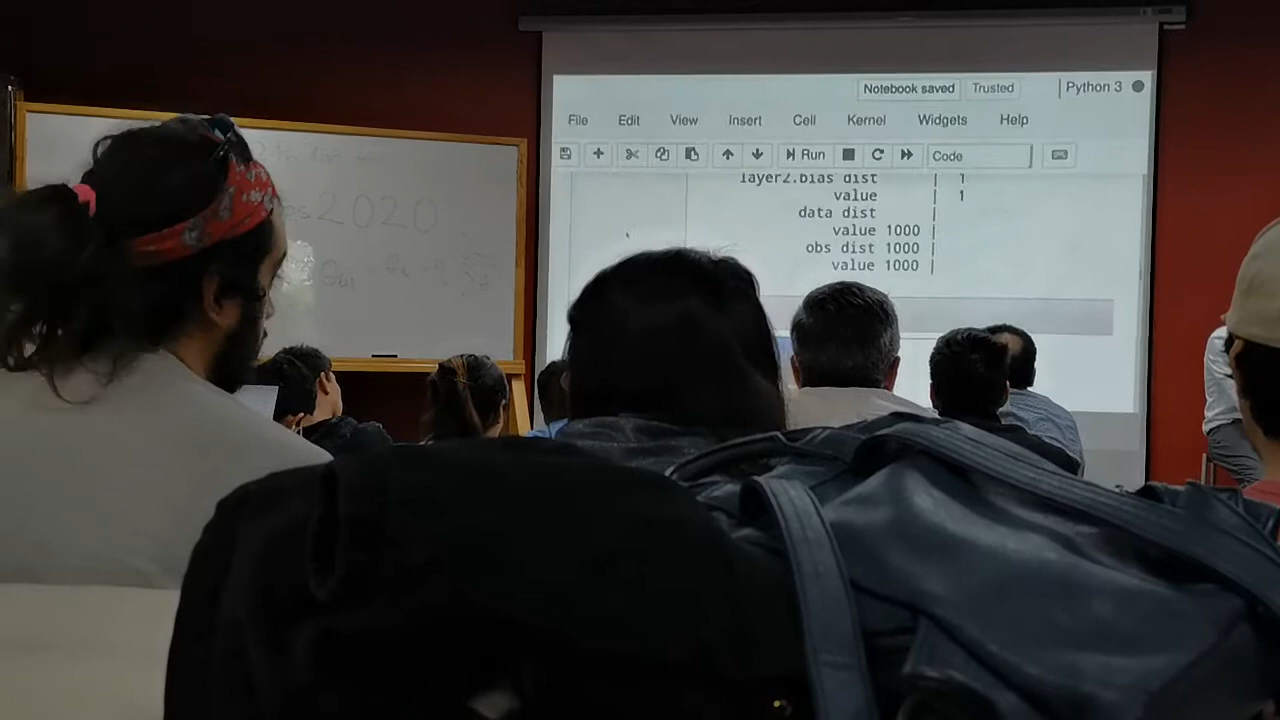 2020
Notebook saved Trusted Python 3
File Edit View Insert Cell Kernel Widgets Help
Run Code
layer2.bias dist | 1
value | 1
data dist |
value 1000 |
obs dist 1000 |
value 1000 |